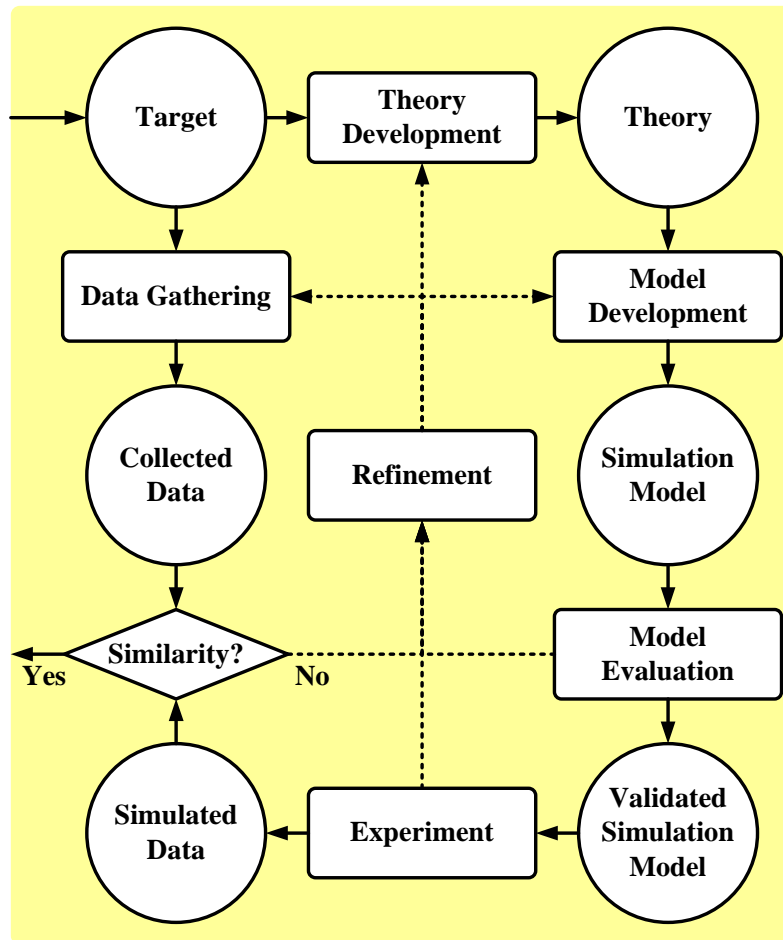 Target
Theory
Development
Theory
Data Gathering
Model
Development
Collected
Data
Refinement
Simulation
Model
Similarity?
Yes
No
Model
Evaluation
Simulated
Data
Experiment
Validated
Simulation
Model